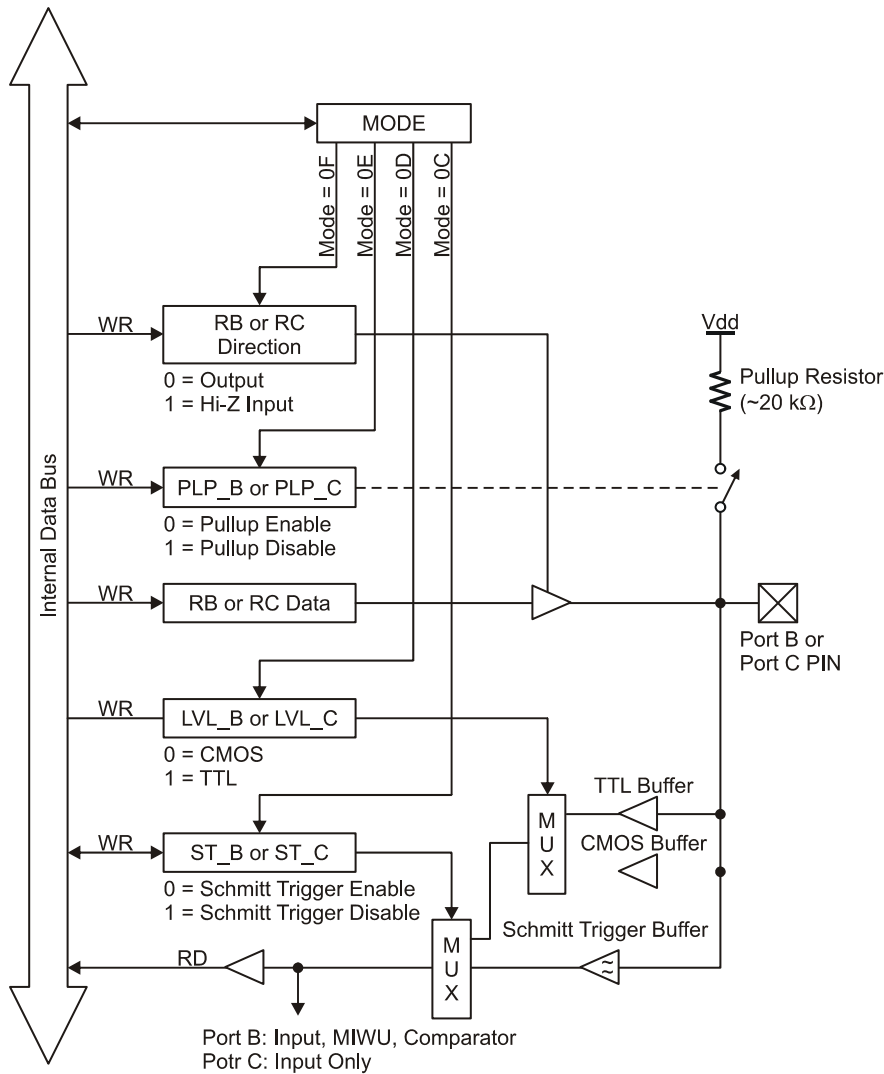 MODE
Mode = 0F
Mode = 0E
Mode = 0D
Mode = 0C
Internal Data Bus
WR
RB or RC
Direction
0 = Output
1 = Hi-Z Input
Vdd
Pullup Resistor
(~20 kΩ)
WR
PLP_B or PLP_C
0 = Pullup Enable
1 = Pullup Disable
WR
RB or RC Data
Port B or
Port C PIN
WR
LVL_B or LVL_C
0 = CMOS
1 = TTL
MUX
TTL Buffer
CMOS Buffer
WR
ST_B or ST_C
0 = Schmitt Trigger Enable
1 = Schmitt Trigger Disable
MUX
Schmitt Trigger Buffer
RD
Port B: Input, MIWU, Comparator
Potr C: Input Only